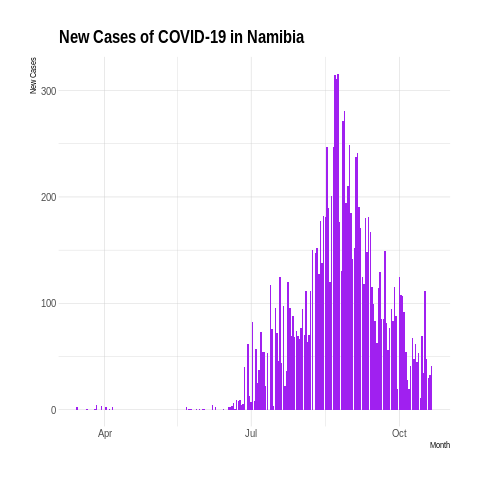 New Cases of COVID-19 in Namibia
New Cases
300
200
100
0
Apr
Jul
Oct
Month